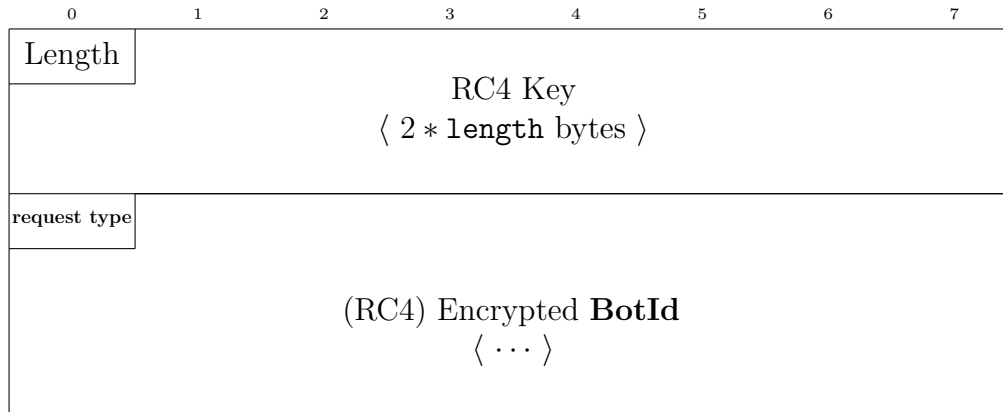 0 1 2 3 4 5 6 7
Length
RC4 Key
⟨ 2 ∗ length bytes ⟩
request type
(RC4) Encrypted BotId
⟨ ··· ⟩